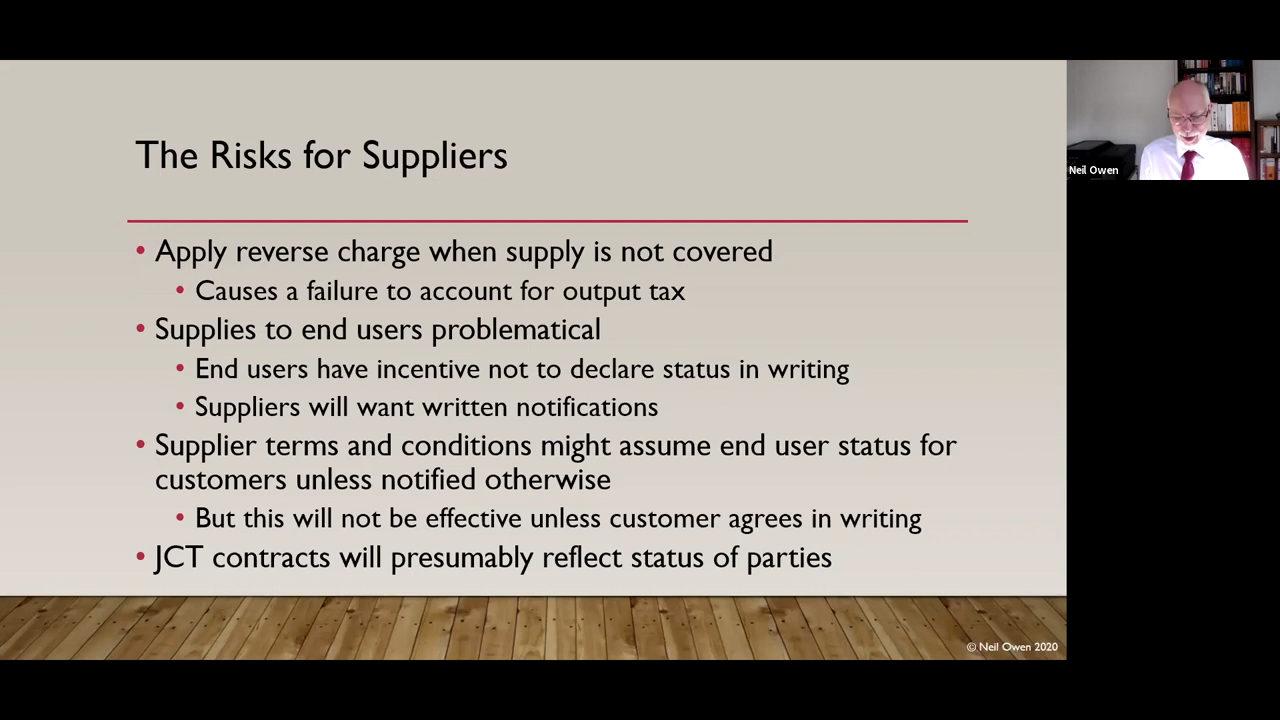 The Risks for Suppliers
• Apply reverse charge when supply is not covered
• Causes a failure to account for output tax
• Supplies to end users problematical
• End users have incentive not to declare status in writing
• Suppliers will want written notifications
• Supplier terms and conditions might assume end user status for
customers unless notified otherwise
• But this will not be effective unless customer agrees in writing
• JCT contracts will presumably reflect status of parties
© Neil Owen 2020
Neil Owen